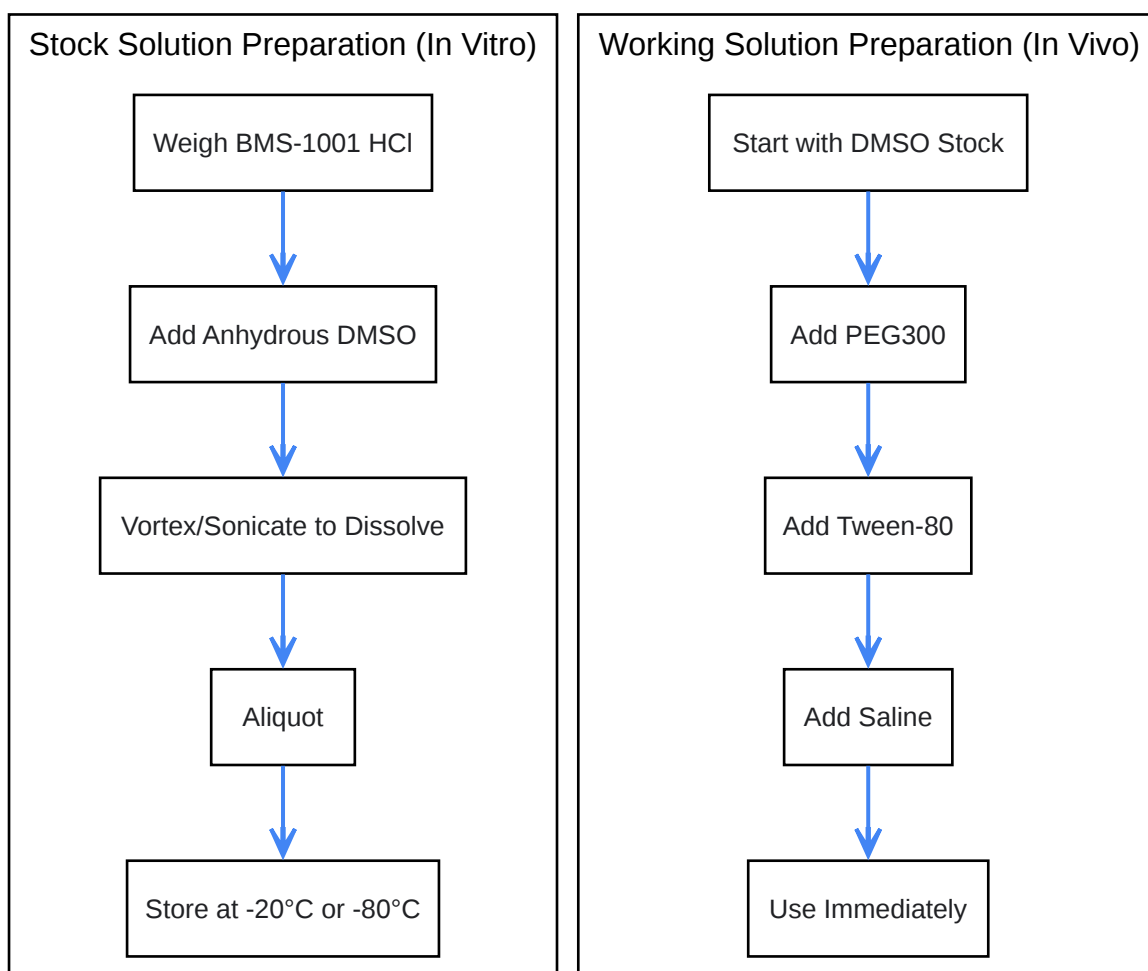 Stock Solution Preparation (In Vitro)
Weigh BMS-1001 HCl
Add Anhydrous DMSO
Vortex/Sonicate to Dissolve
Aliquot
Store at -20°C or -80°C
Working Solution Preparation (In Vivo)
Start with DMSO Stock
Add PEG300
Add Tween-80
Add Saline
Use Immediately